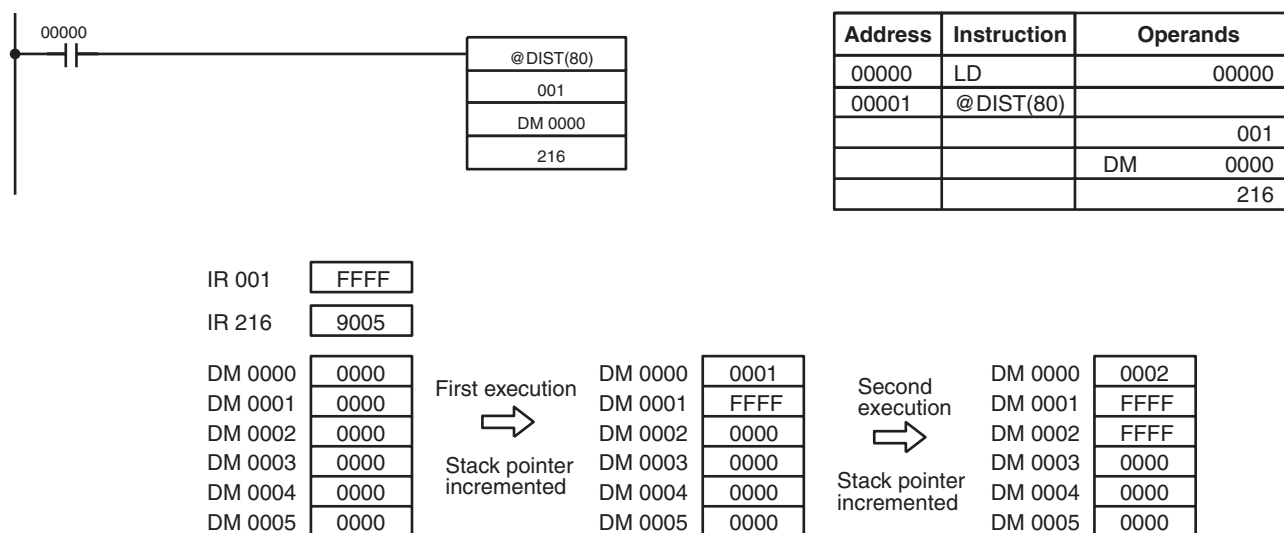 00000
@DIST(80)
001
DM 0000
216
Address Instruction Operands
00000 LD 00000
00001 @DIST(80)
001
DM 0000
216
IR 001 FFFF
IR 216 9005
DM 0000 0000
DM 0001 0000
DM 0002 0000
DM 0003 0000
DM 0004 0000
DM 0005 0000
First execution
Stack pointer
incremented
DM 0000 0001
DM 0001 FFFF
DM 0002 0000
DM 0003 0000
DM 0004 0000
DM 0005 0000
Second
execution
Stack pointer
incremented
DM 0000 0002
DM 0001 FFFF
DM 0002 FFFF
DM 0003 0000
DM 0004 0000
DM 0005 0000